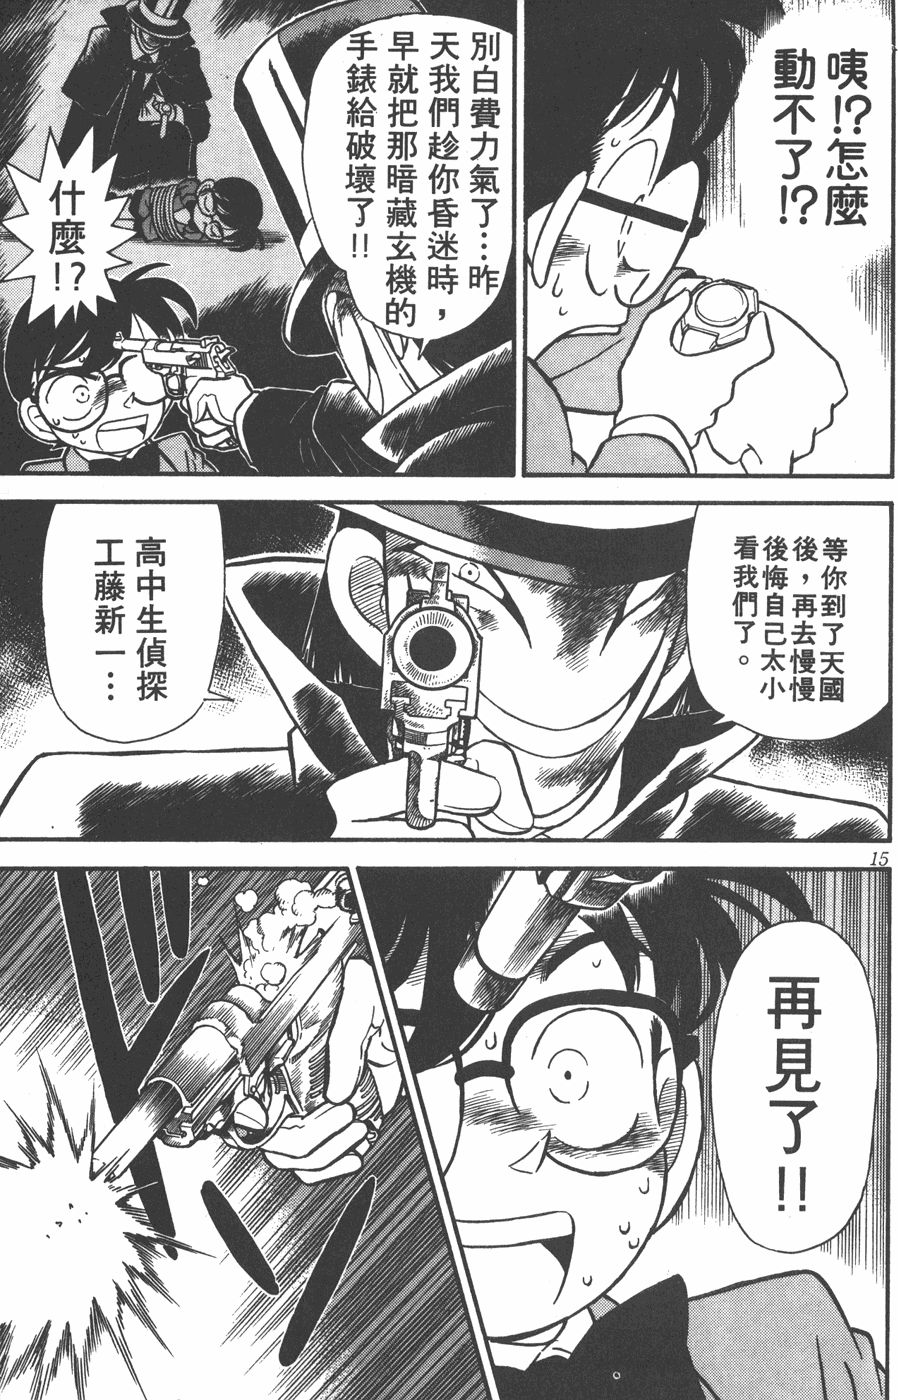 咦!?怎麼
動不了!?
別白費力氣了…昨
天我們趁你昏迷時，
早就把那暗藏玄機的
手錶給破壞了!!
什麼!?
等你到了天國
後，再去慢慢
後悔自己太小
看我們了。
高中生偵探
工藤新一…
15
再見了!!